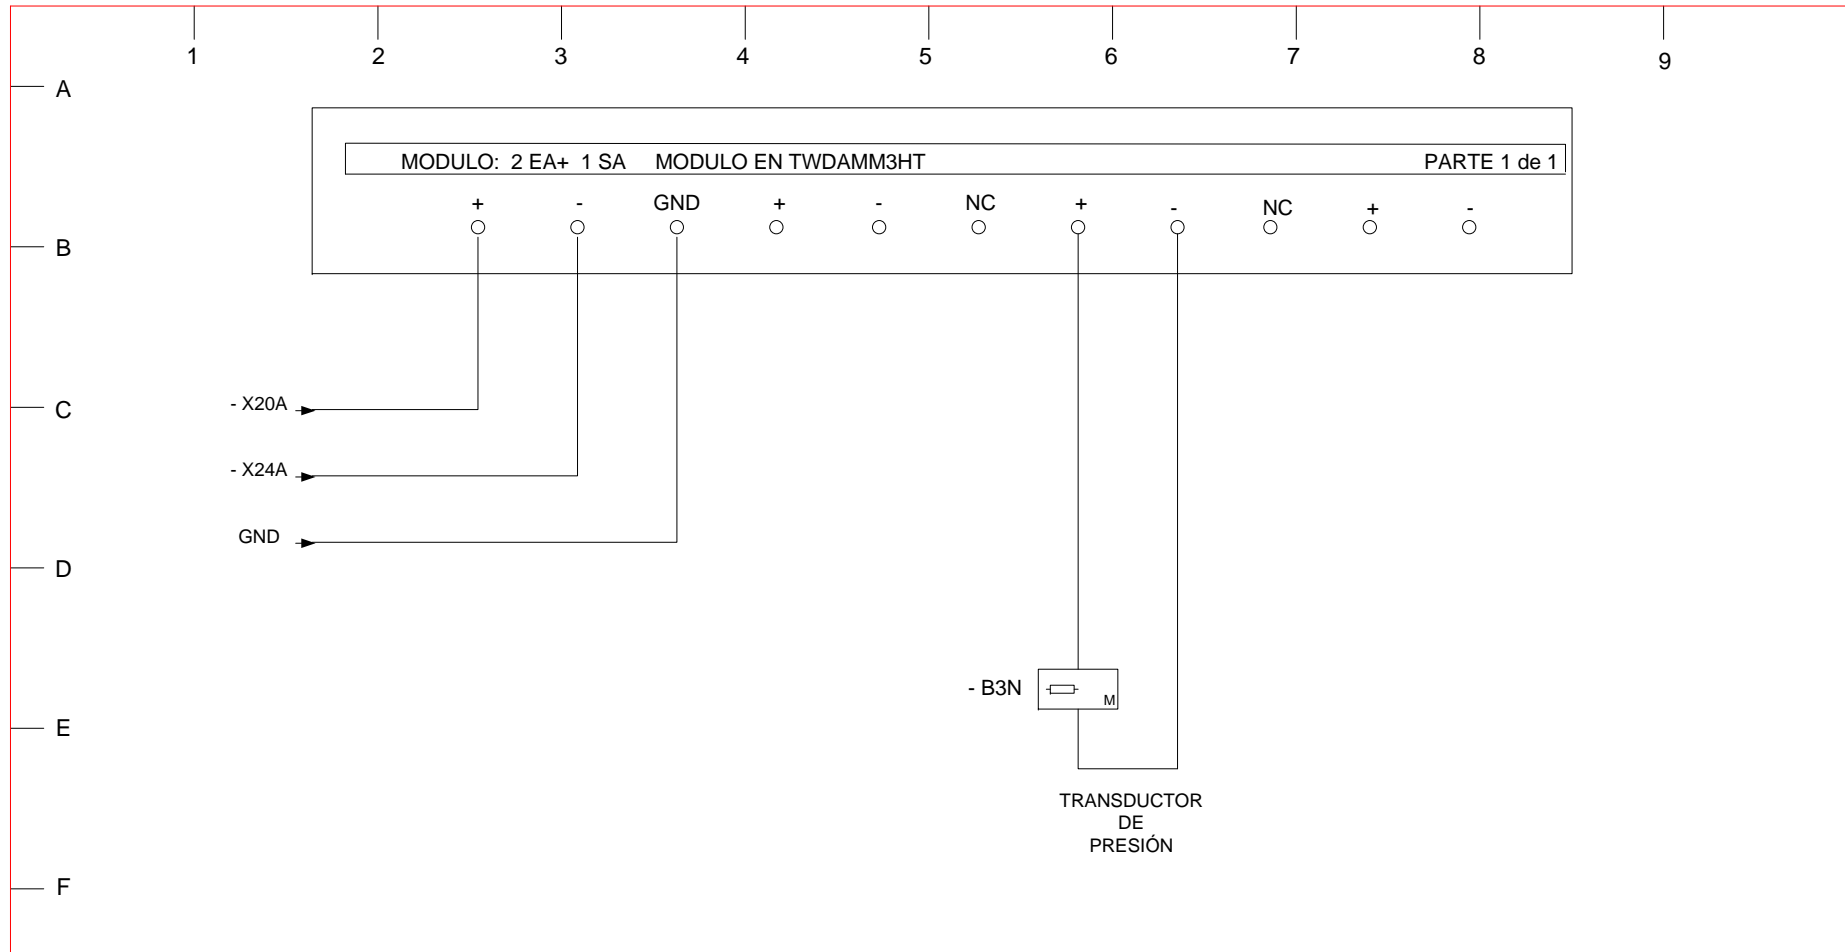 1 2 3 4 5 6 7 8 9
A
MODULO: 2 EA+ 1 SA MODULO EN TWDAMM3HT PARTE 1 de 1
+ - GND + - NC + - NC + -
B
- X20A
C
- X24A
GND
D
- B3N
M
E
TRANSDUCTOR
DE
PRESIÓN
F